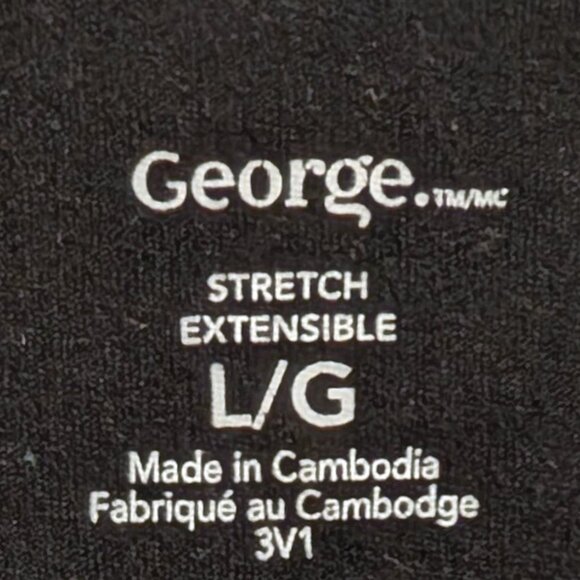 George.TM/MC
STRETCH
EXTENSIBLE
L/G
Made in Cambodia
Fabriqué au Cambodge
3V1